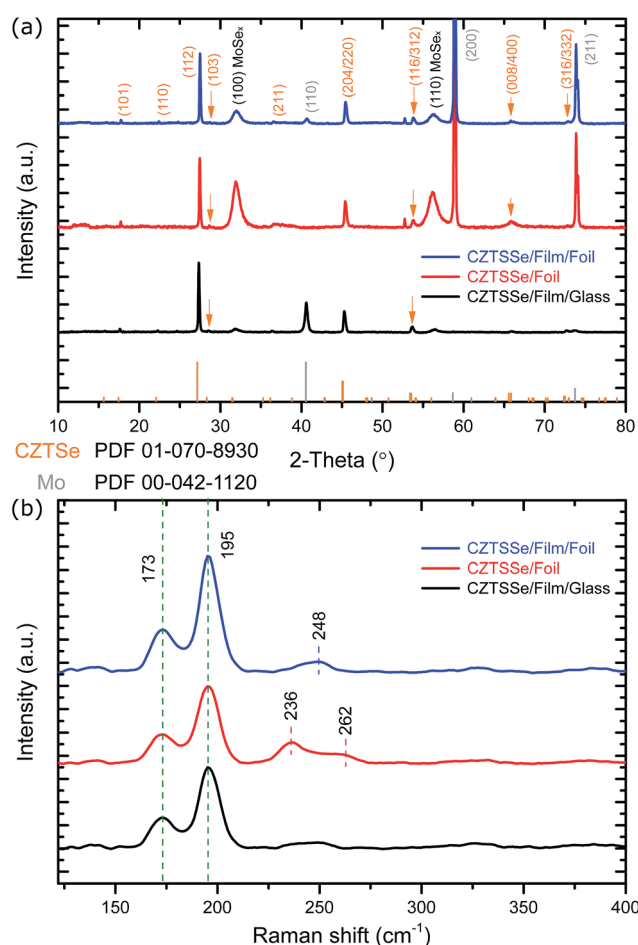 (a)
(101)
(110)
(112)
(103)
(100) MoSeₓ
(211)
(110)
(204/220)
(116/312)
(110) MoSeₓ
(200)
(008/400)
(316/332)
(211)
Intensity (a.u.)
CZTSSe/Film/Foil
CZTSSe/Foil
CZTSSe/Film/Glass
10 20 30 40 50 60 70 80
2-Theta (°)
CZTSe PDF 01-070-8930
Mo PDF 00-042-1120
(b)
173
195
248
236
262
CZTSSe/Film/Foil
CZTSSe/Foil
CZTSSe/Film/Glass
Intensity (a.u.)
150 200 250 300 350 400
Raman shift (cm⁻¹)